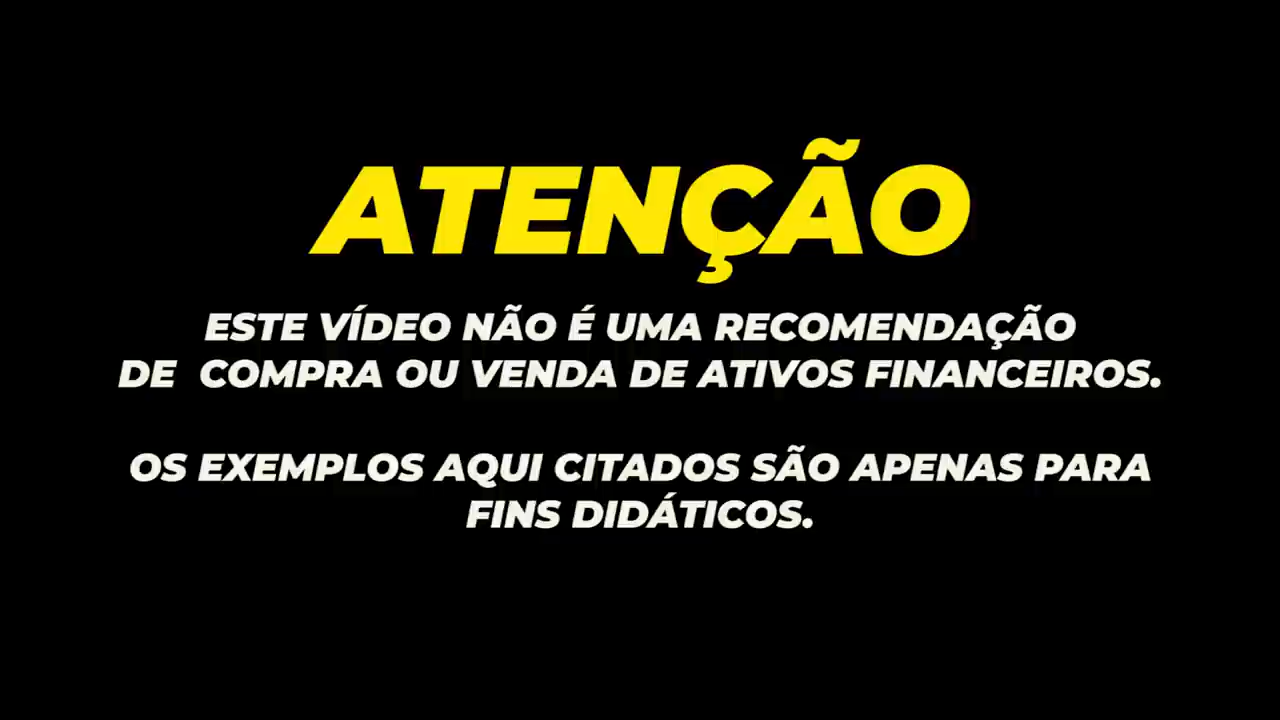 ATENÇÃO
ESTE VÍDEO NÃO É UMA RECOMENDAÇÃO
DE COMPRA OU VENDA DE ATIVOS FINANCEIROS.
OS EXEMPLOS AQUI CITADOS SÃO APENAS PARA
FINS DIDÁTICOS.